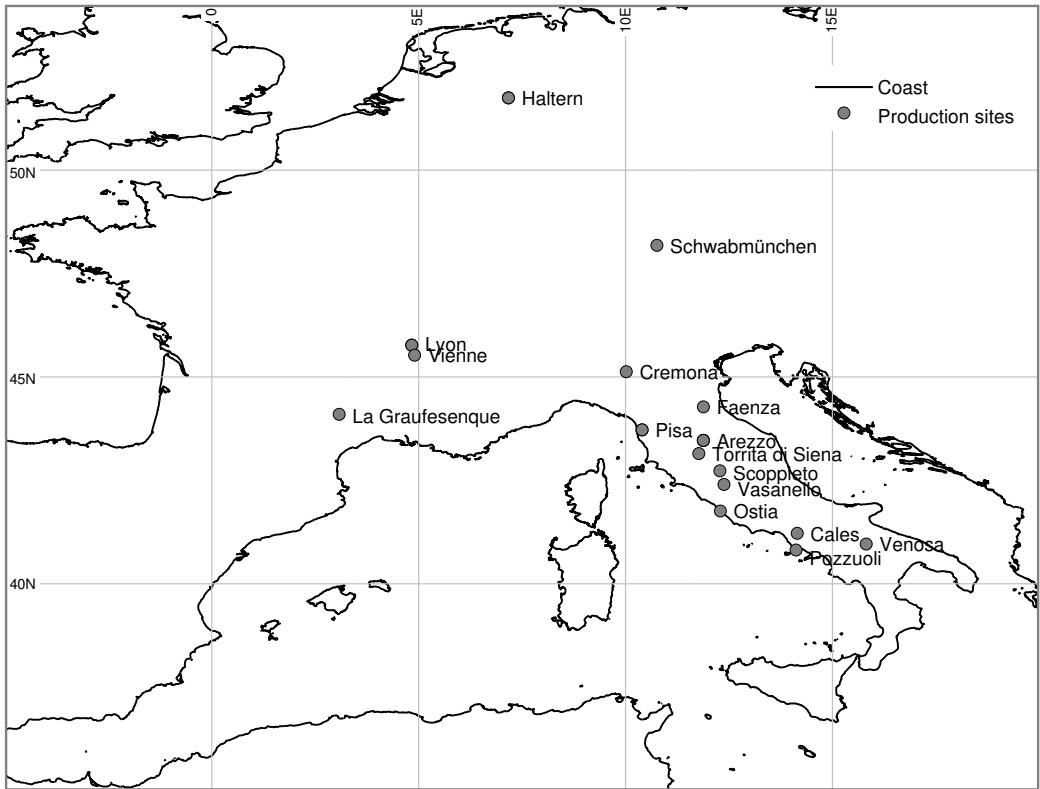 0
5E
10E
15E
Haltern
Coast
Production sites
50N
Schwabmünchen
Lyon
Vienne
45N
Cremona
Faenza
La Graufesenque
Pisa
Arezzo
Torrita di Siena
Scoppieto
Vasanello
Ostia
Cales
Venosa
Pozzuoli
40N